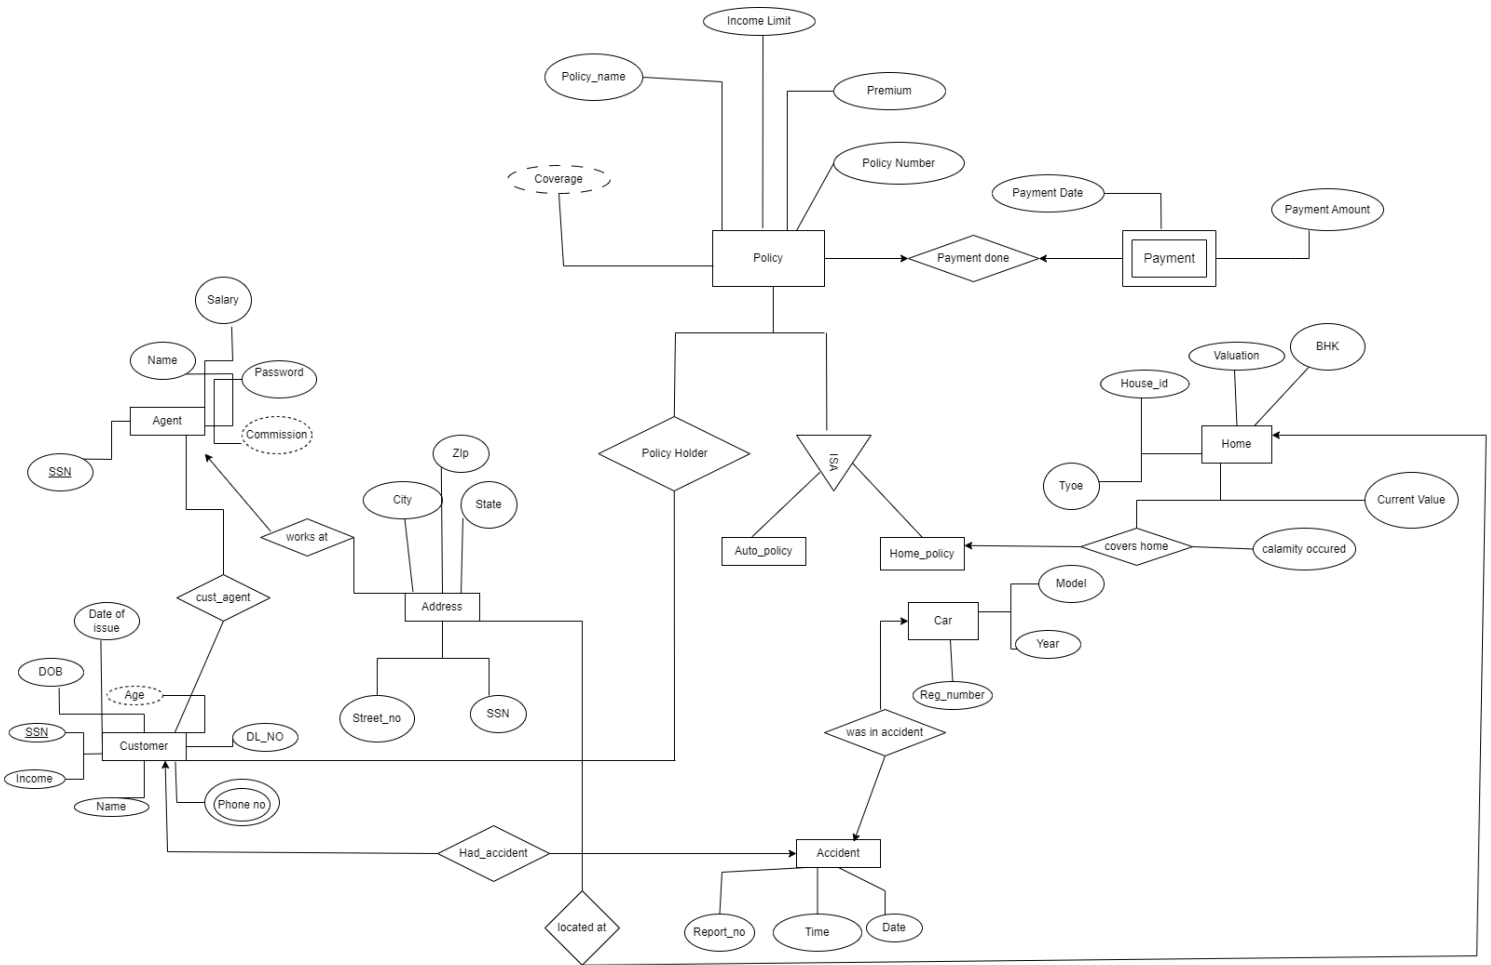 Income Limit
Policy_name
Premium
Policy Number
Coverage
Payment Date
Payment Amount
Policy
Payment done
Payment
Salary
Name
Password
Agent
Commission
SSN
ZIp
City
State
works at
Address
cust_agent
Street_no
SSN
Policy Holder
ISA
Auto_policy
Home_policy
House_id
Valuation
BHK
Home
Tyoe
Current Value
covers home
calamity occured
Model
Car
Year
Reg_number
was in accident
Date of
issue
DOB
Age
SSN
Customer
DL_NO
Income
Name
Phone no
Had_accident
Accident
located at
Report_no
Time
Date